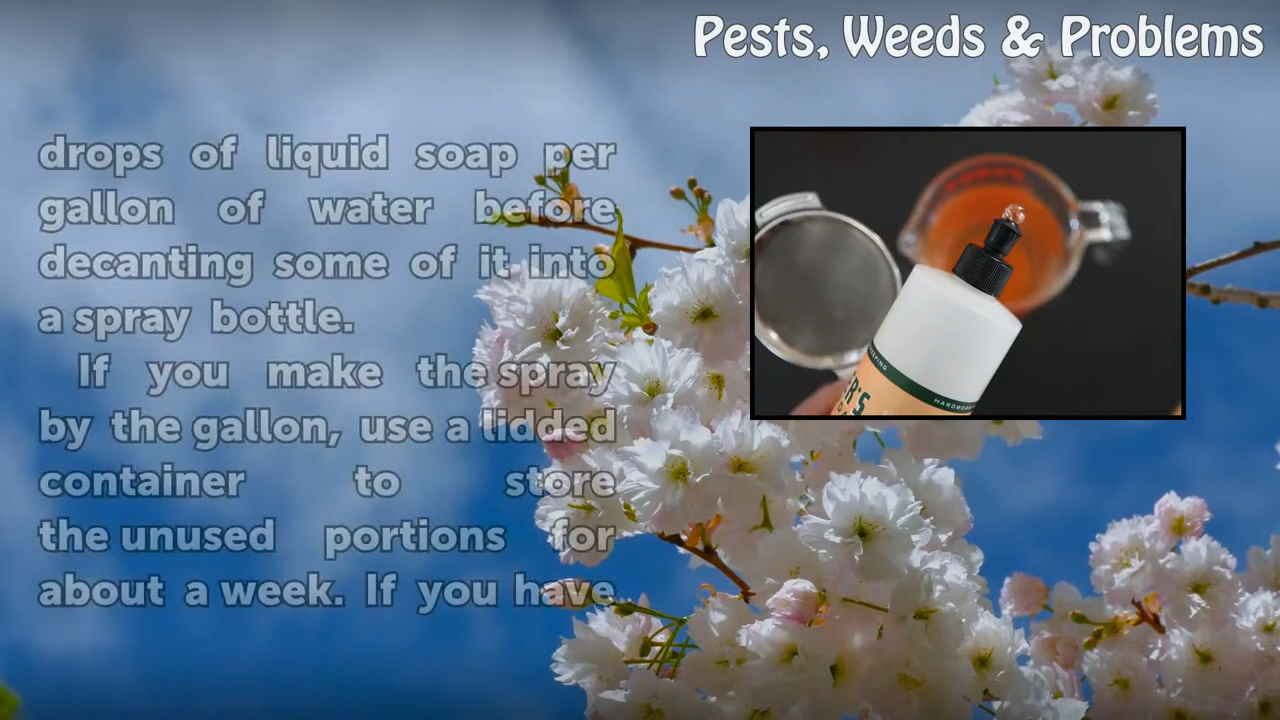 Pests, Weeds & Problems
drops of liquid soap per
gallon of water before
decanting some of it into
a spray bottle.
If you make the spray
by the gallon, use a lidded
container to store
the unused portions for
about a week. If you have